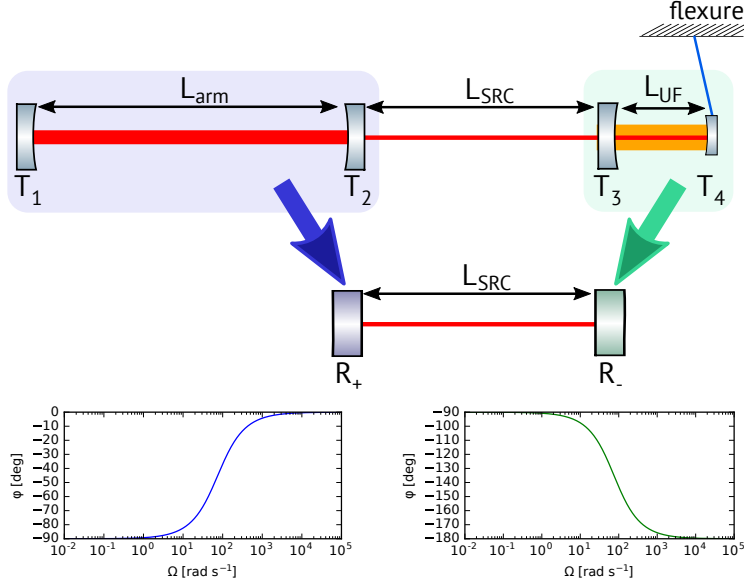 flexure
L_arm
L_SRC
L_UF
T_1
T_2
T_3
T_4
L_SRC
R_+
R_-
φ [deg]
0
−10
−20
−30
−40
−50
−60
−70
−80
−90
10^−2 10^−1 10^0 10^1 10^2 10^3 10^4 10^5
Ω [rad s^−1]
φ [deg]
−90
−100
−110
−120
−130
−140
−150
−160
−170
−180
10^−2 10^−1 10^0 10^1 10^2 10^3 10^4 10^5
Ω [rad s^−1]